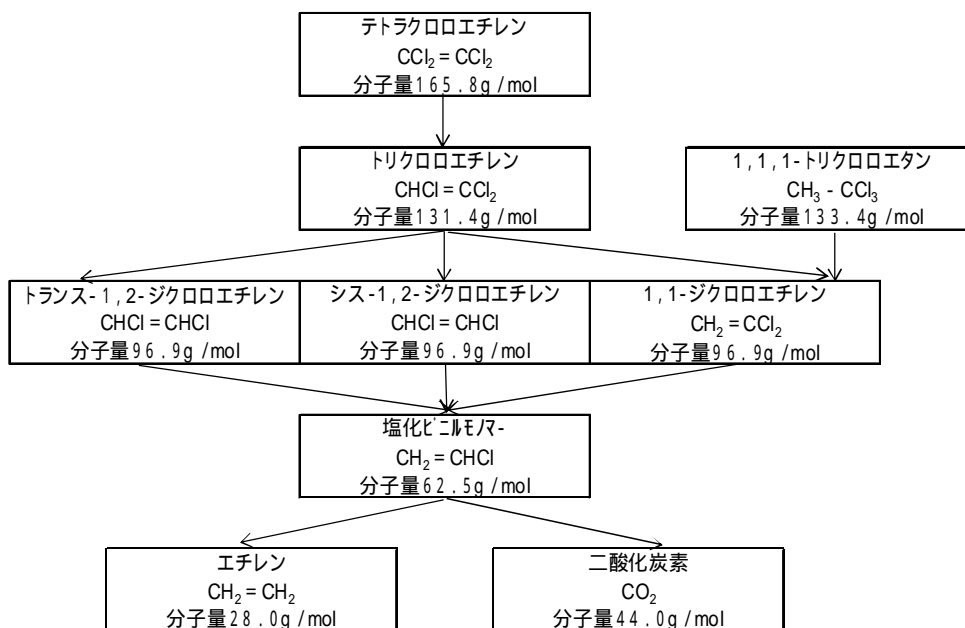 テトラクロロエチレン
CCl₂=CCl₂
分子量165.8g/mol
トリクロロエチレン
CHCl=CCl₂
分子量131.4g/mol
1,1,1-トリクロロエタン
CH₃-CCl₃
分子量133.4g/mol
トランス-1,2-ジクロロエチレン
CHCl=CHCl
分子量96.9g/mol
シス-1,2-ジクロロエチレン
CHCl=CHCl
分子量96.9g/mol
1,1-ジクロロエチレン
CH₂=CCl₂
分子量96.9g/mol
塩化ビニルモノマ-
CH₂=CHCl
分子量62.5g/mol
エチレン
CH₂=CH₂
分子量28.0g/mol
二酸化炭素
CO₂
分子量44.0g/mol